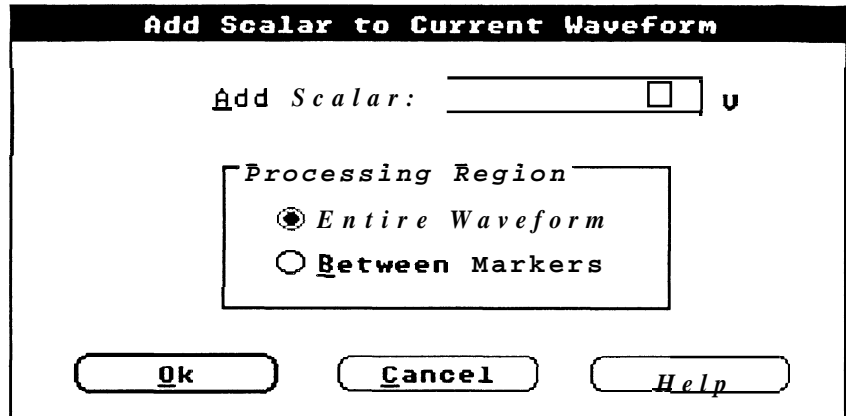 Add Scalar to Current Waveform
Add Scalar: V
Processing Region
Entire Waveform
Between Markers
Ok Cancel Help